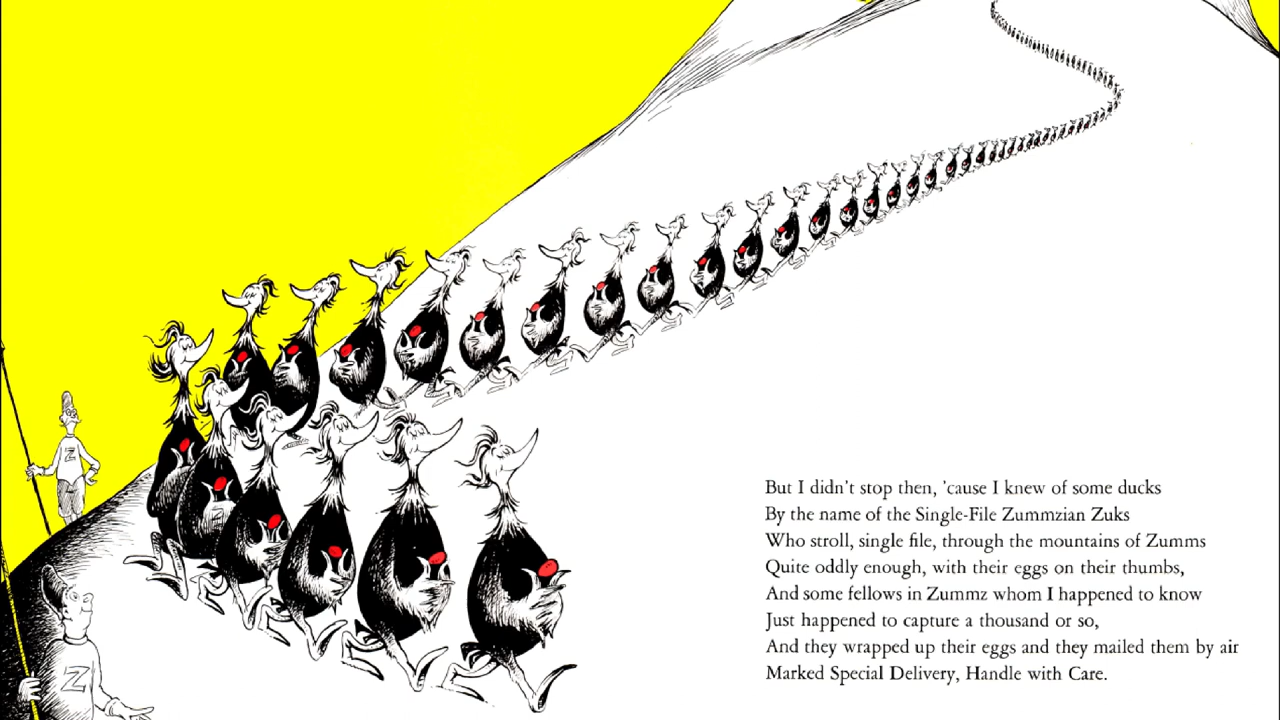 Z
Z
But I didn't stop then, 'cause I knew of some ducks
By the name of the Single-File Zummzian Zuks
Who stroll, single file, through the mountains of Zumms
Quite oddly enough, with their eggs on their thumbs,
And some fellows in Zummz whom I happened to know
Just happened to capture a thousand or so,
And they wrapped up their eggs and they mailed them by air
Marked Special Delivery, Handle with Care.